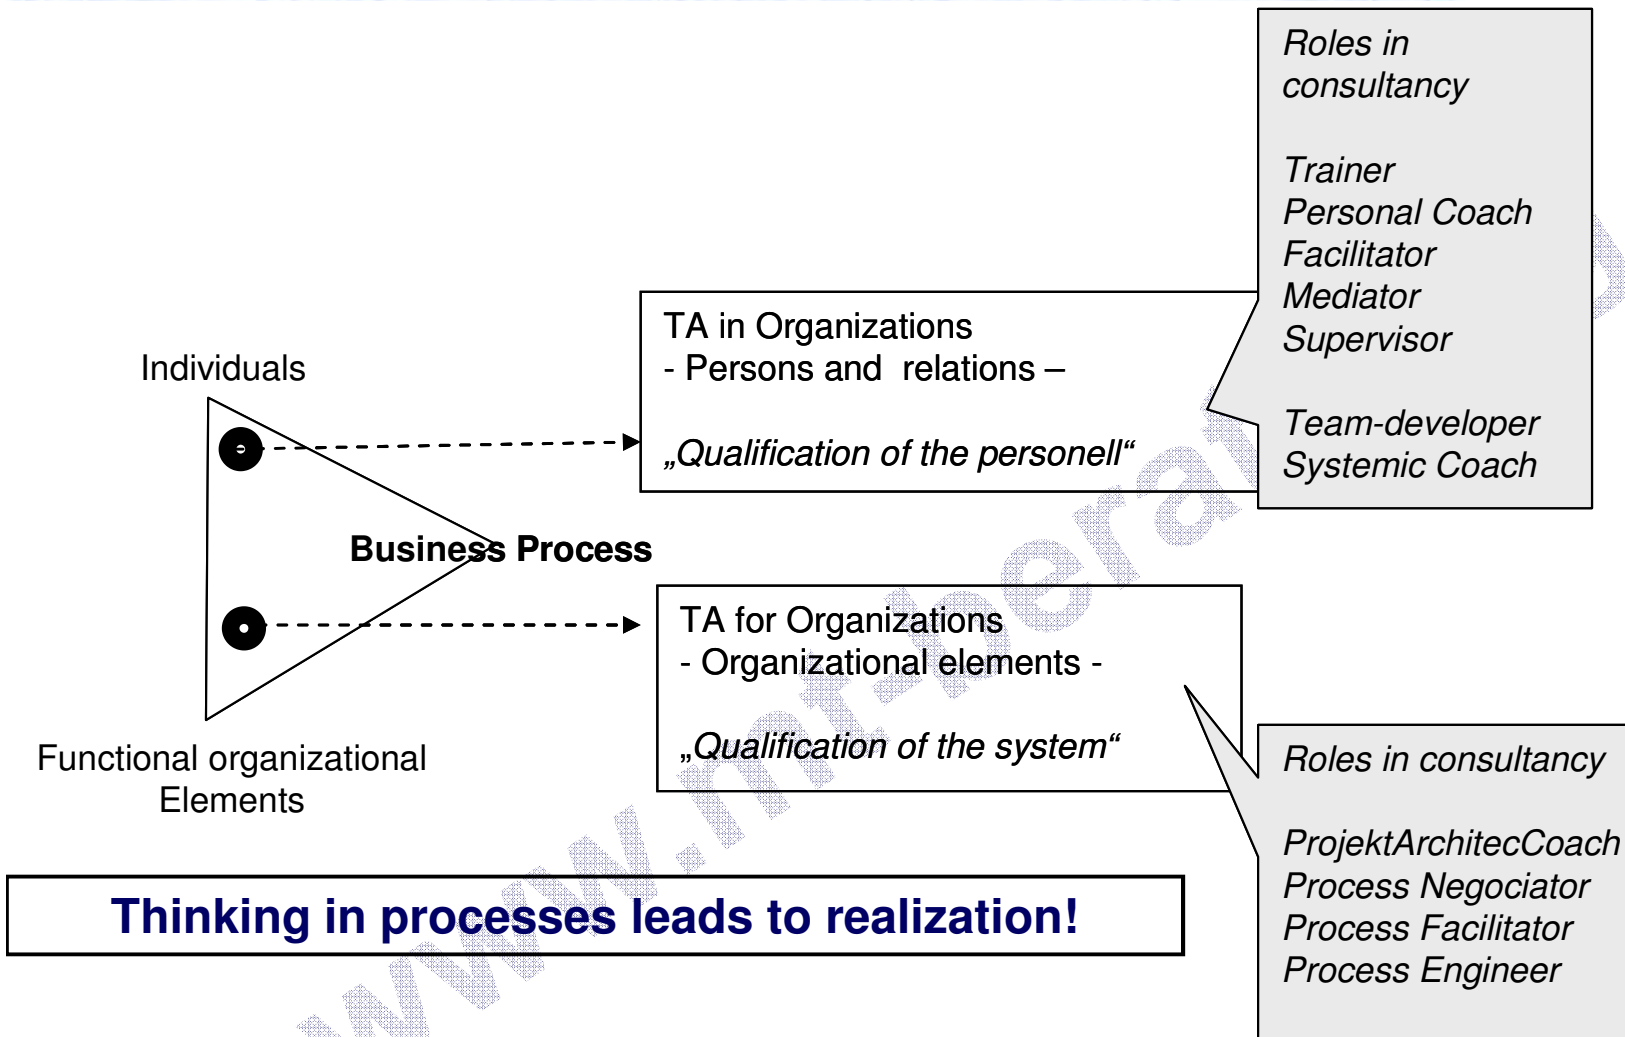 Roles in
consultancy
Trainer
Personal Coach
Facilitator
Mediator
Supervisor
Team-developer
Systemic Coach
TA in Organizations
- Persons and relations –
„Qualification of the personell“
Individuals
Business Process
TA for Organizations
- Organizational elements -
„Qualification of the system“
Functional organizational
Elements
Roles in consultancy
ProjektArchitecCoach
Process Negociator
Process Facilitator
Process Engineer
Thinking in processes leads to realization!